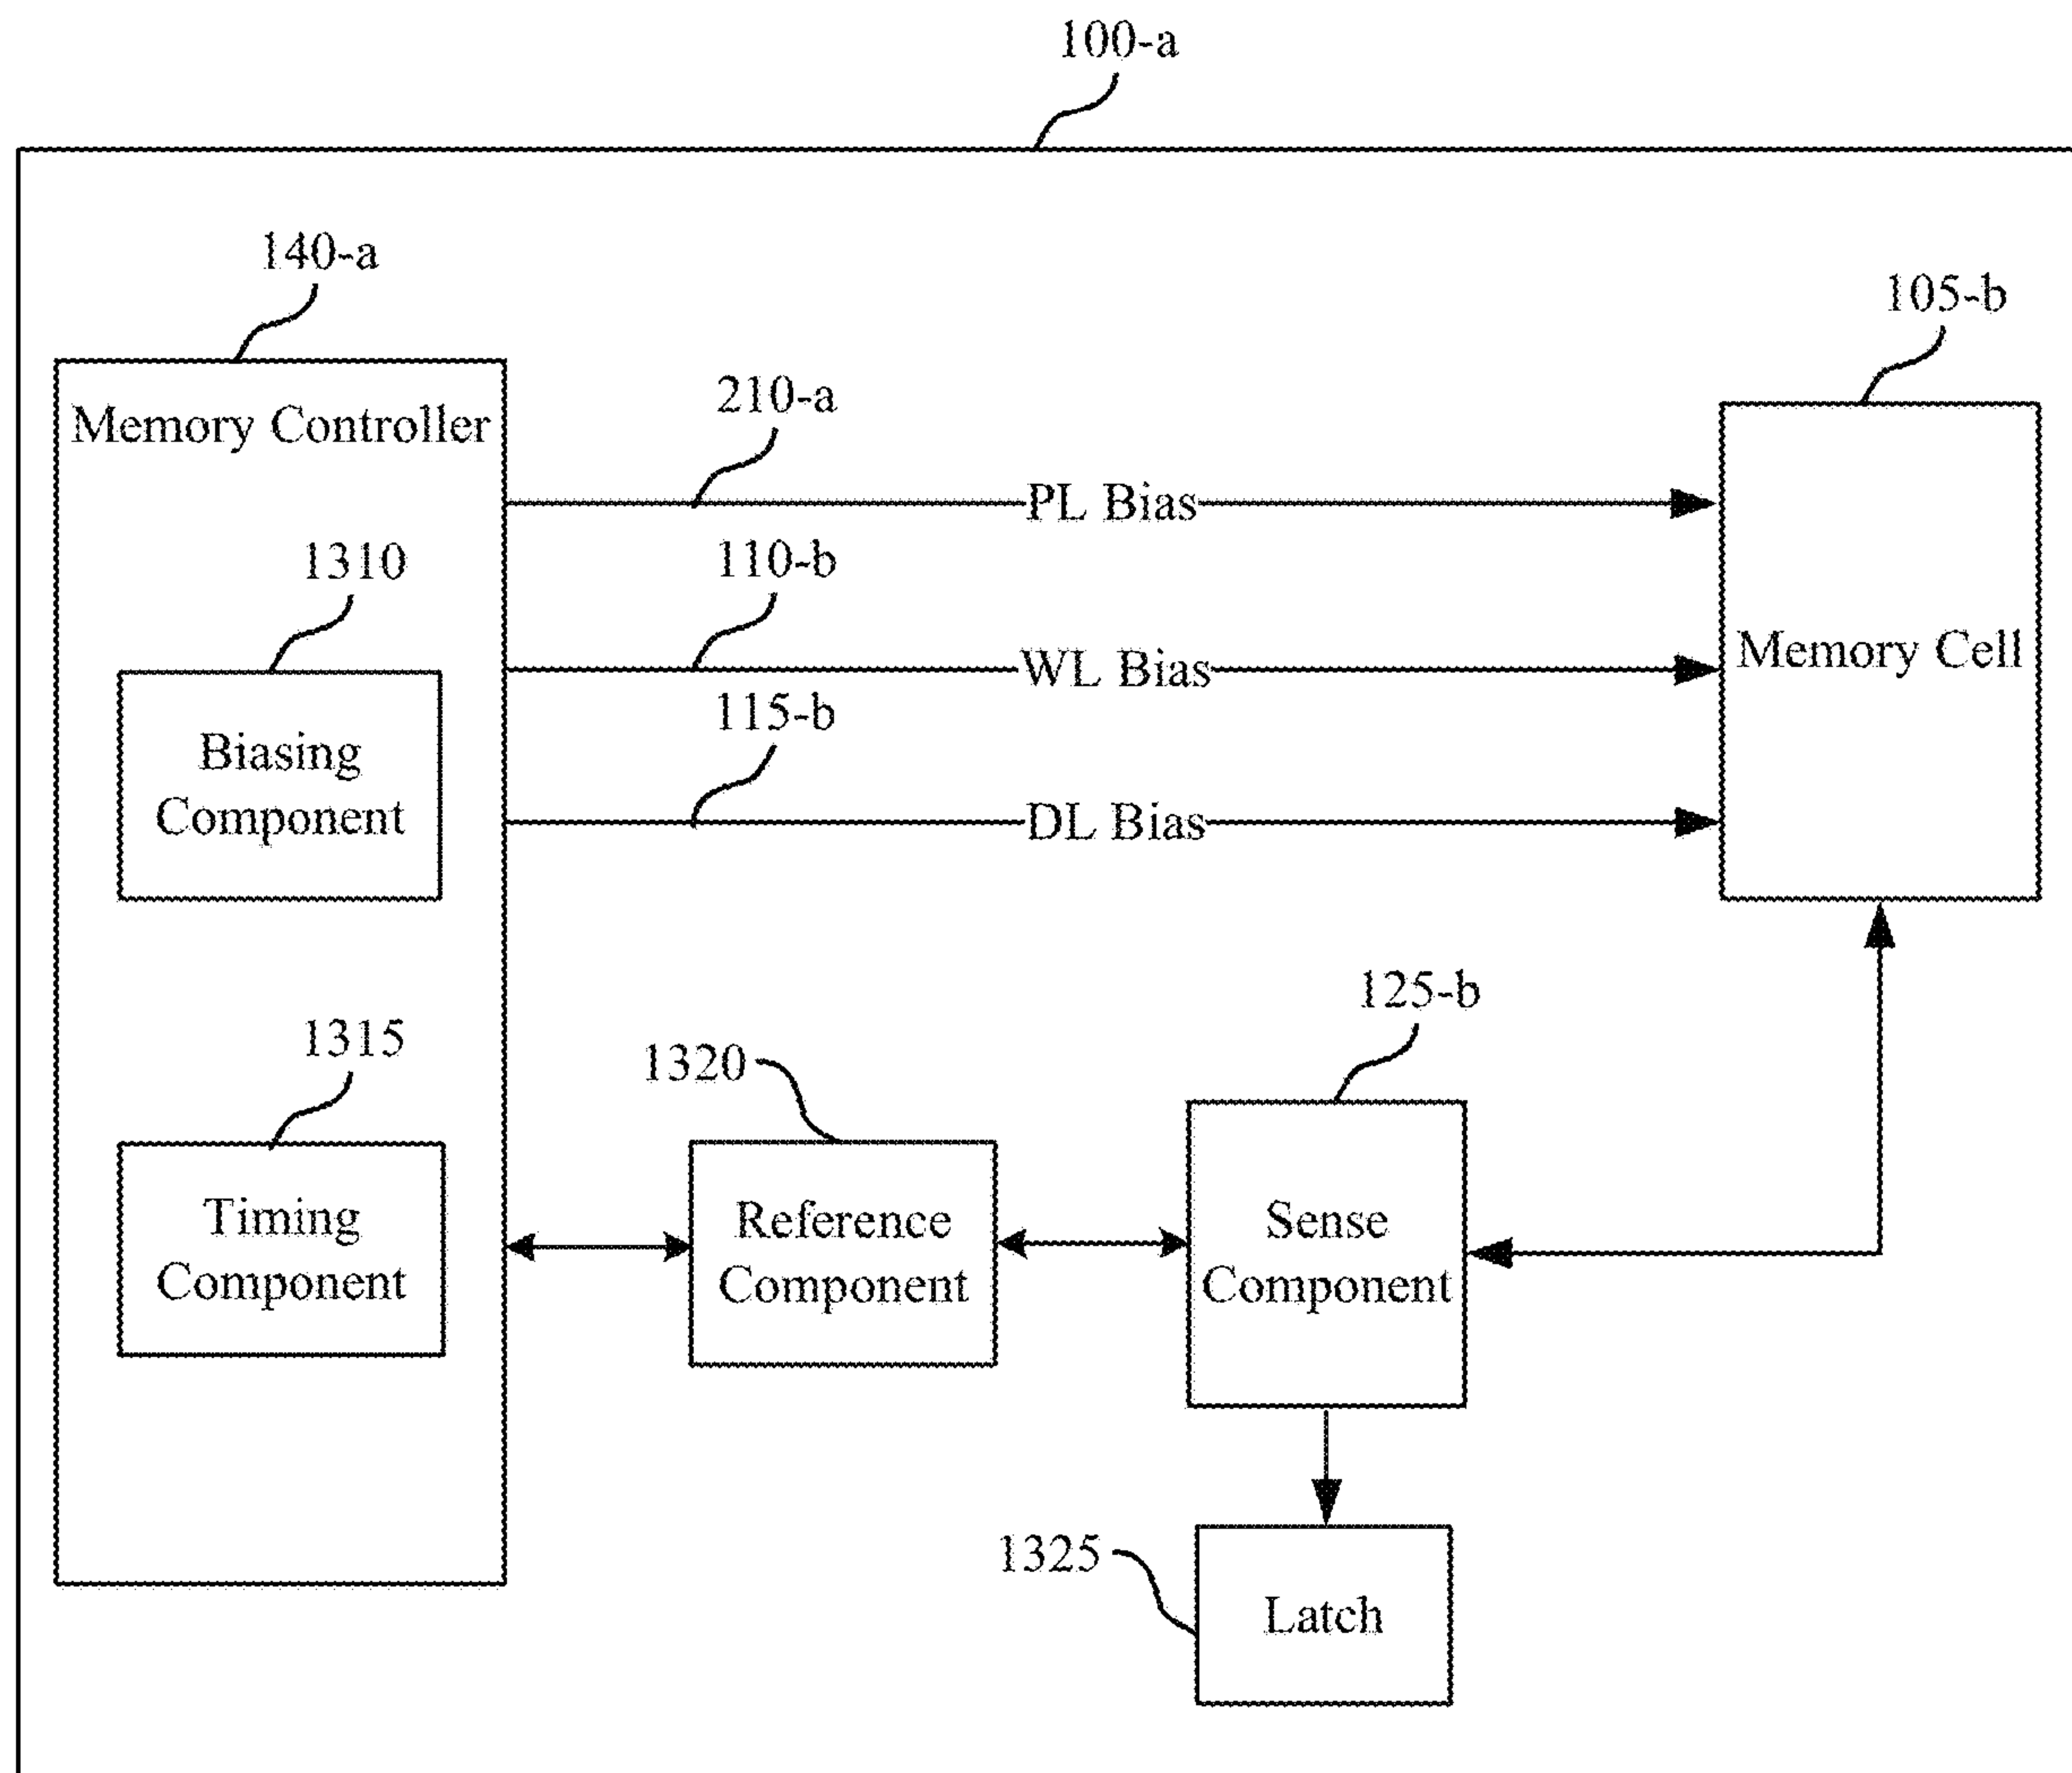 100-a
140-a
105-b
Memory Controller
210-a
PL Bias
110-b
1310
WL Bias
Memory Cell
115-b
Biasing
Component
DL Bias
125-b
1315
1320
Timing
Component
Reference
Component
Sense
Component
1325
Latch